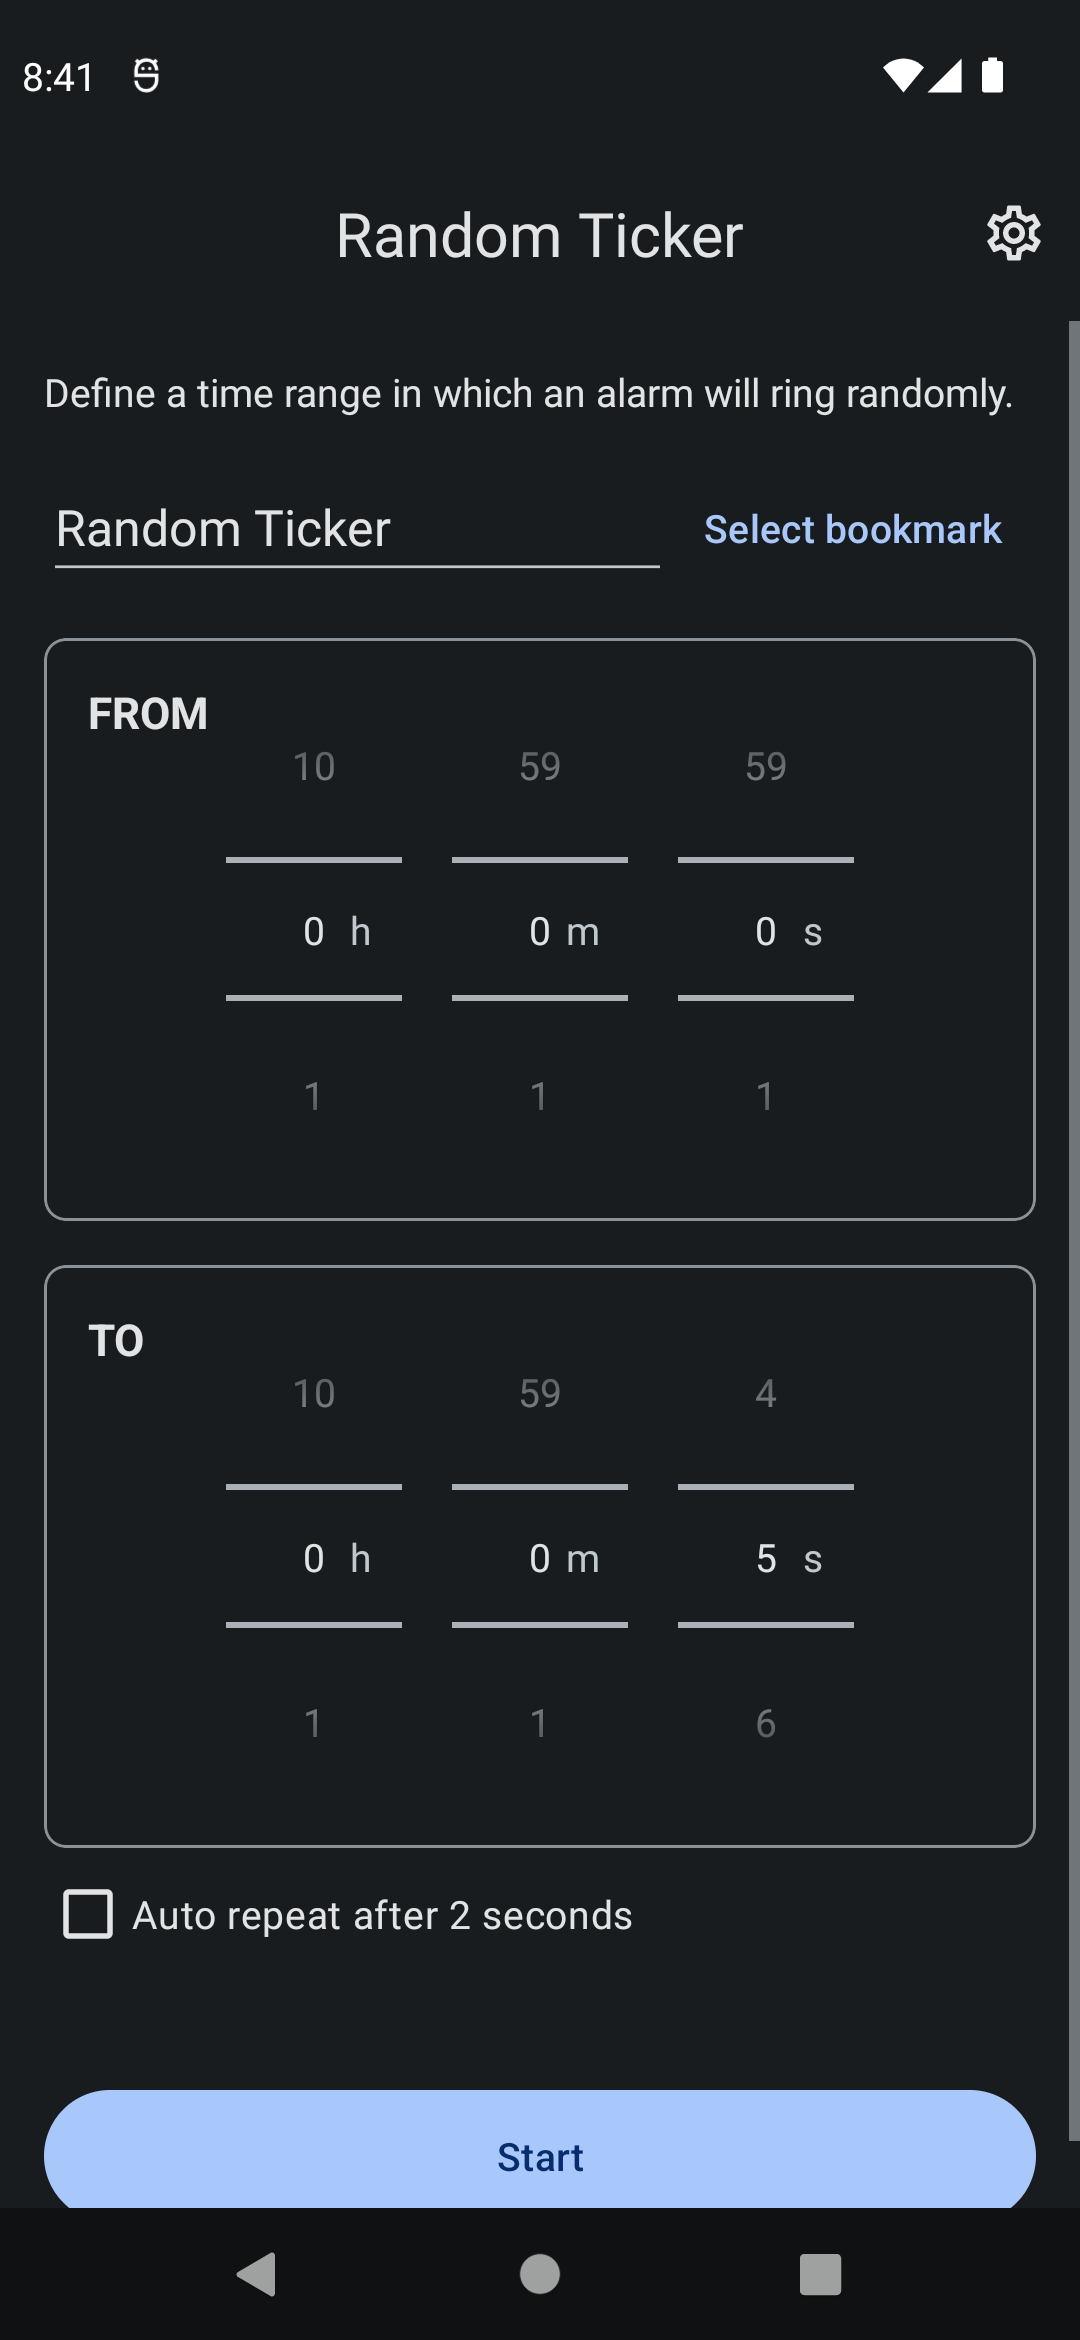 8:41
Random Ticker
Define a time range in which an alarm will ring randomly.
Random Ticker Select bookmark
FROM
10 59 59
0 h 0 m 0 s
1 1 1
TO
10 59 4
0 h 0 m 5 s
1 1 6
Auto repeat after 2 seconds
Start